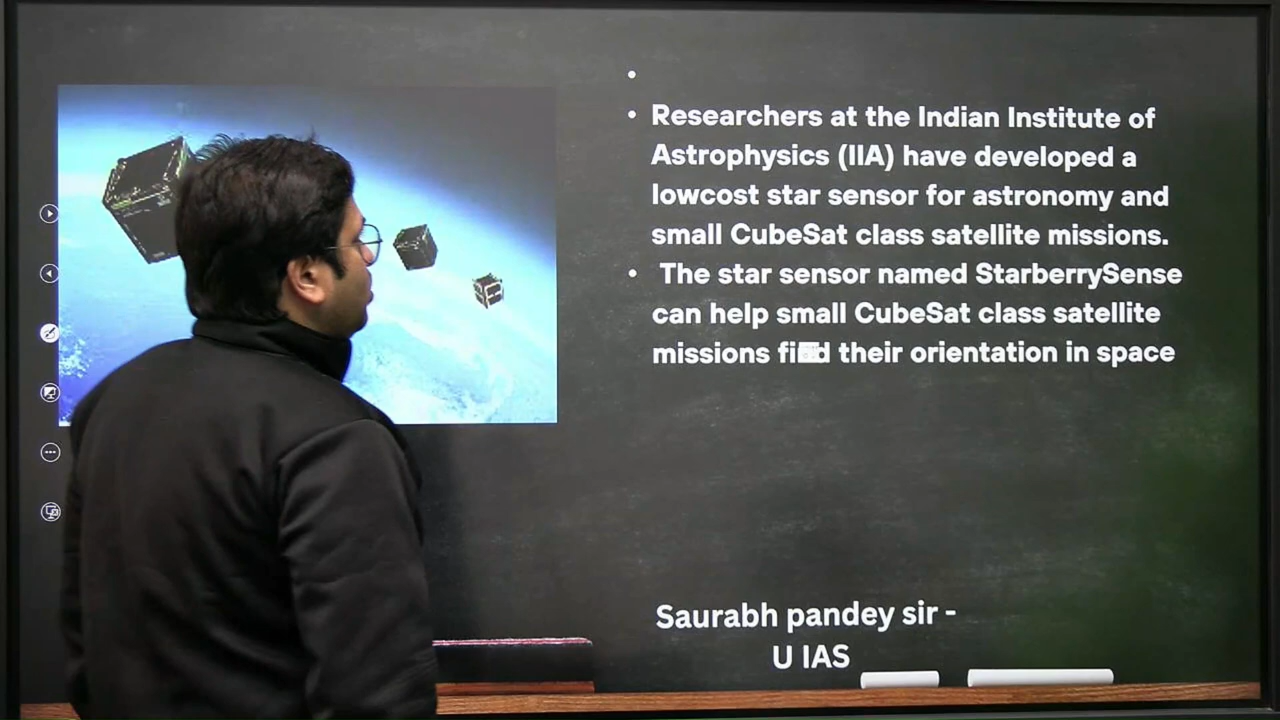 Researchers at the Indian Institute of
Astrophysics (IIA) have developed a
lowcost star sensor for astronomy and
small CubeSat class satellite missions.
The star sensor named StarberrySense
can help small CubeSat class satellite
missions find their orientation in space
Saurabh pandey sir -
U IAS